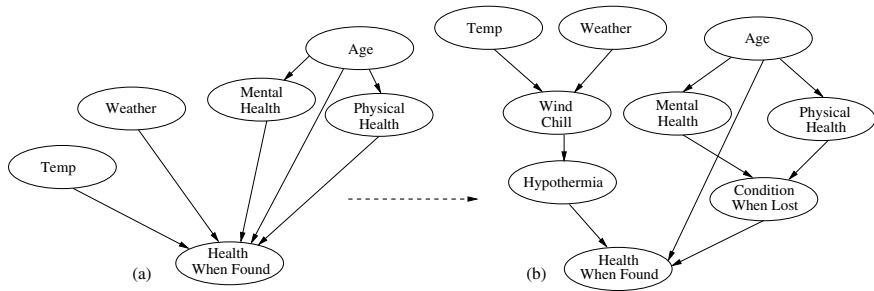 Age
Mental
Health
Weather
Physical
Health
Temp
Health
When Found
(a)
Temp
Weather
Age
Wind
Chill
Mental
Health
Physical
Health
Hypothermia
Condition
When Lost
Health
When Found
(b)